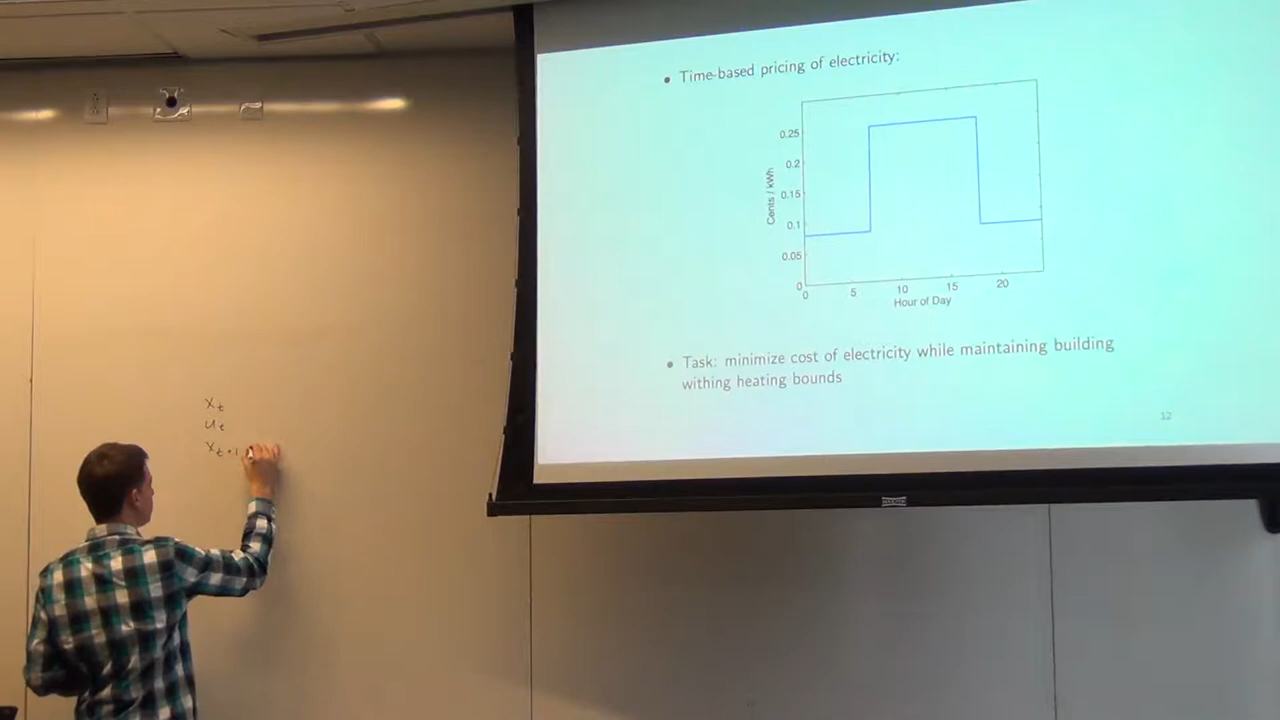 • Time-based pricing of electricity:
0.25
0.2
0.15
0.1
0.05
0
Cents / kWh
0 5 10 15 20
Hour of Day
• Task: minimize cost of electricity while maintaining building
withing heating bounds
12
x_t
u_t
x_t+1